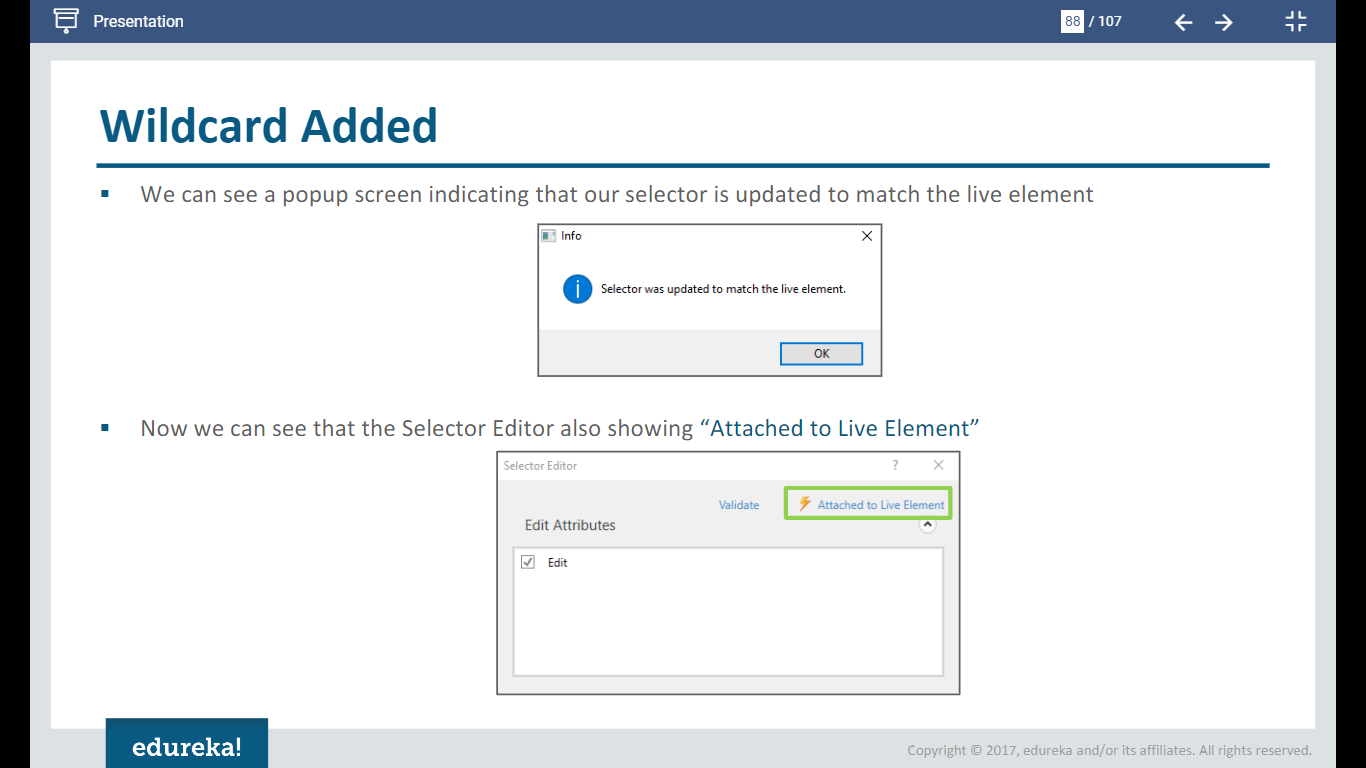 Presentation
88 / 107
Wildcard Added
▪ We can see a popup screen indicating that our selector is updated to match the live element
Info
Selector was updated to match the live element.
OK
▪ Now we can see that the Selector Editor also showing “Attached to Live Element”
Selector Editor ?
Validate Attached to Live Element
Edit Attributes
Edit
edureka!
Copyright © 2017, edureka and/or its affiliates. All rights reserved.